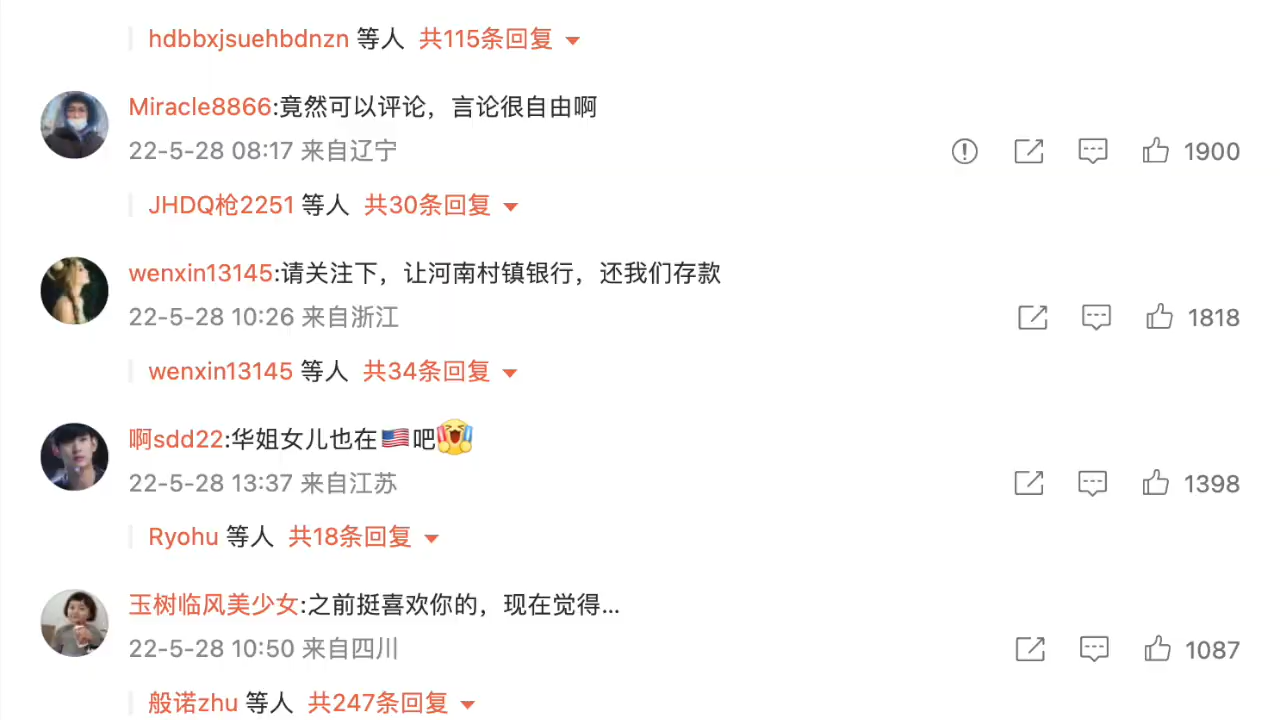 hdbbxjsuehbdnzn 等人 共115条回复
Miracle8866:竟然可以评论，言论很自由啊
22-5-28 08:17 来自辽宁
1900
JHDQ枪2251 等人 共30条回复
wenxin13145:请关注下，让河南村镇银行，还我们存款
22-5-28 10:26 来自浙江
1818
wenxin13145 等人 共34条回复
啊sdd22:华姐女儿也在🇺🇸吧
22-5-28 13:37 来自江苏
1398
Ryohu 等人 共18条回复
玉树临风美少女:之前挺喜欢你的，现在觉得...
22-5-28 10:50 来自四川
1087
般诺zhu 等人 共247条回复